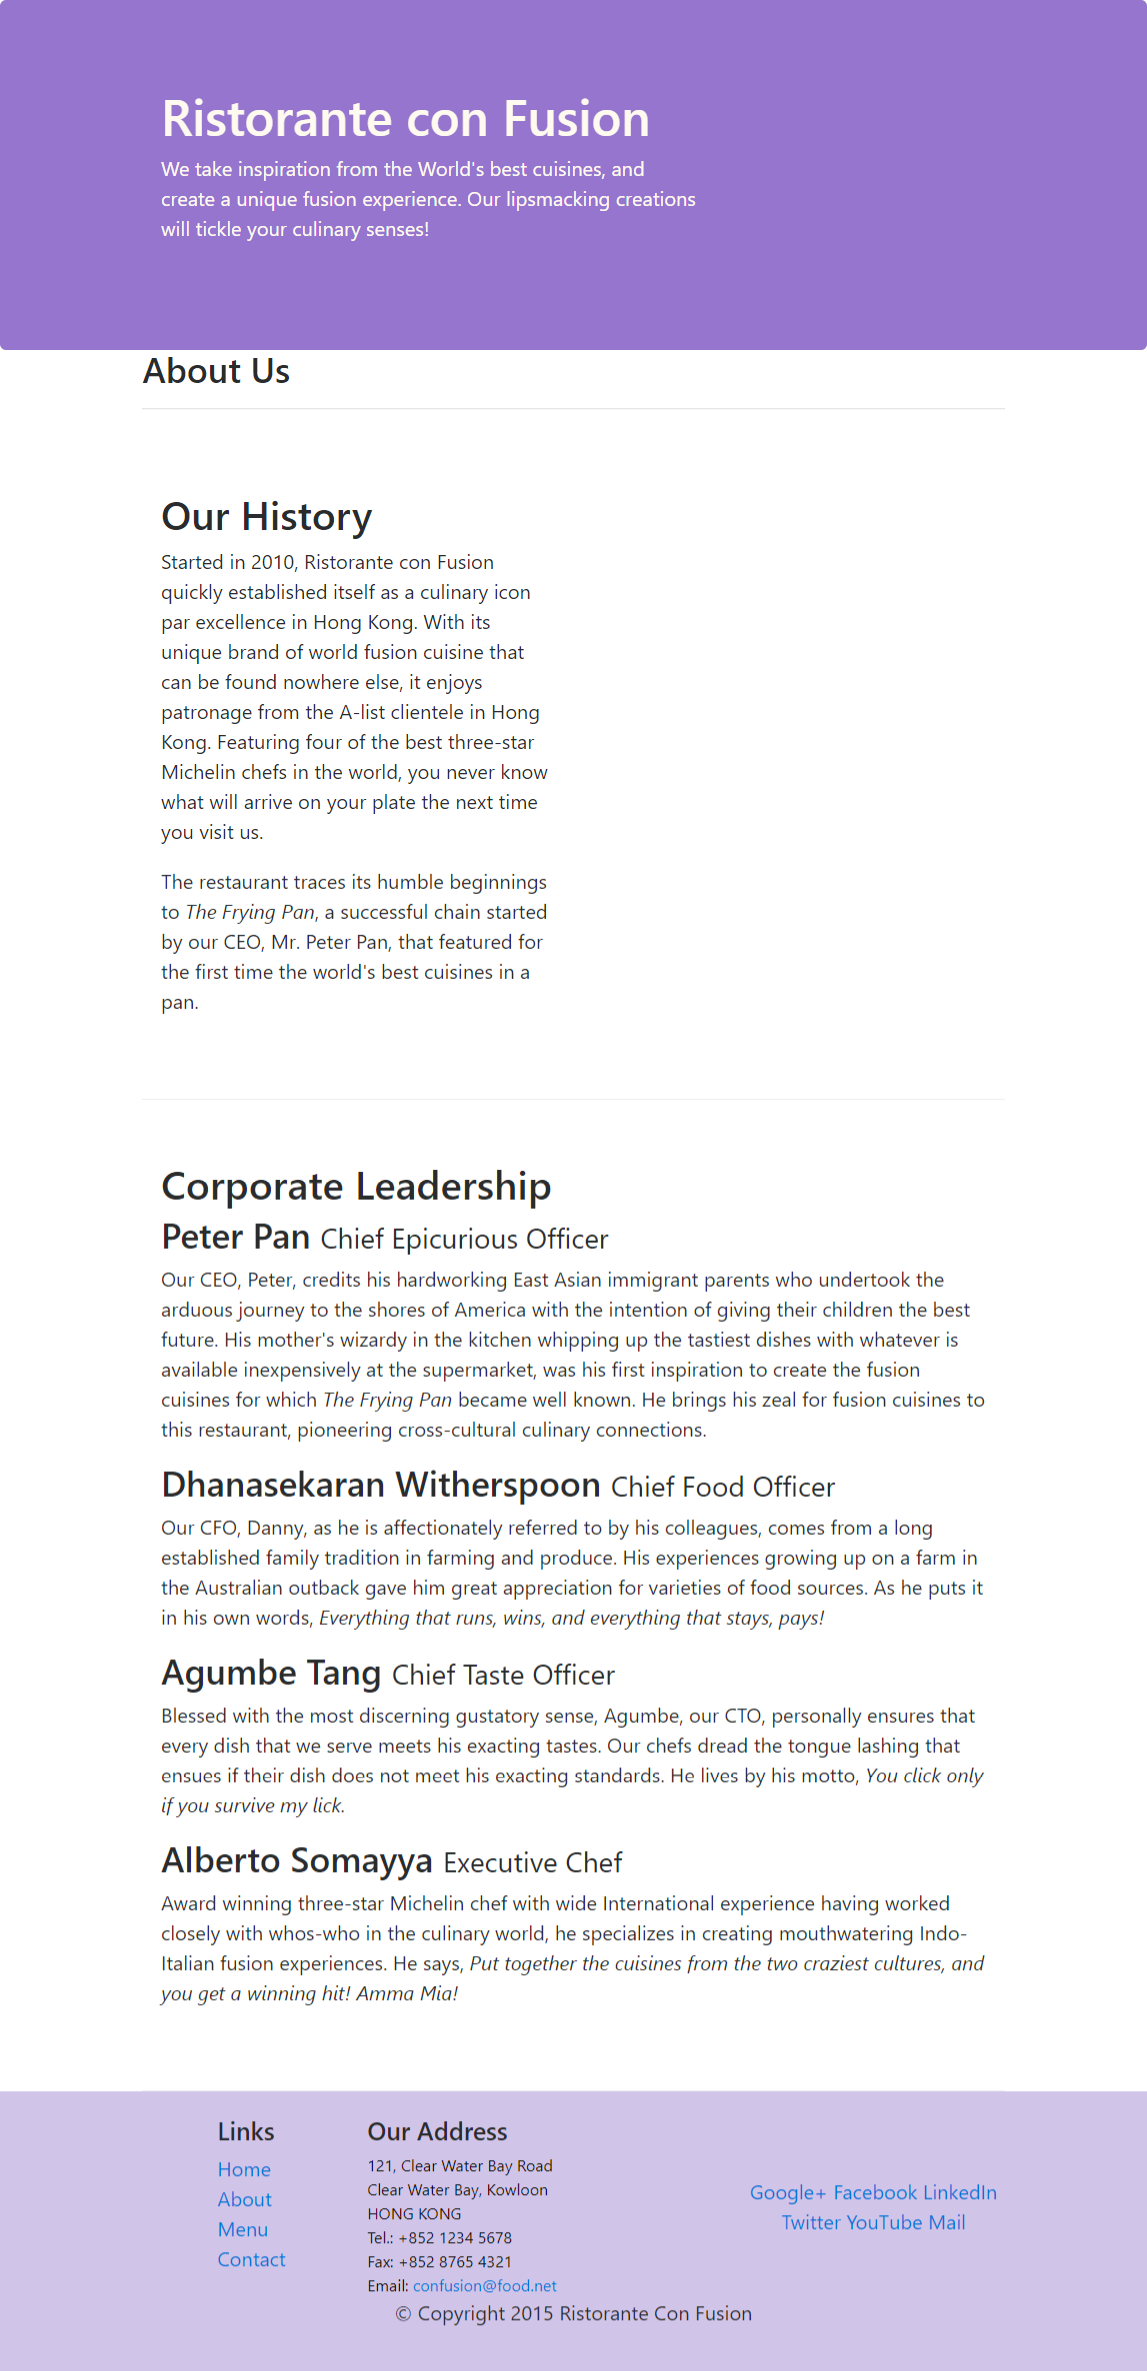 Ristorante con Fusion
We take inspiration from the World's best cuisines, and
create a unique fusion experience. Our lipsmacking creations
will tickle your culinary senses!
About Us
Our History
Started in 2010, Ristorante con Fusion
quickly established itself as a culinary icon
par excellence in Hong Kong. With its
unique brand of world fusion cuisine that
can be found nowhere else, it enjoys
patronage from the A-list clientele in Hong
Kong. Featuring four of the best three-star
Michelin chefs in the world, you never know
what will arrive on your plate the next time
you visit us.
The restaurant traces its humble beginnings
to The Frying Pan, a successful chain started
by our CEO, Mr. Peter Pan, that featured for
the first time the world's best cuisines in a
pan.
Corporate Leadership
Peter Pan Chief Epicurious Officer
Our CEO, Peter, credits his hardworking East Asian immigrant parents who undertook the
arduous journey to the shores of America with the intention of giving their children the best
future. His mother's wizardy in the kitchen whipping up the tastiest dishes with whatever is
available inexpensively at the supermarket, was his first inspiration to create the fusion
cuisines for which The Frying Pan became well known. He brings his zeal for fusion cuisines to
this restaurant, pioneering cross-cultural culinary connections.
Dhanasekaran Witherspoon Chief Food Officer
Our CFO, Danny, as he is affectionately referred to by his colleagues, comes from a long
established family tradition in farming and produce. His experiences growing up on a farm in
the Australian outback gave him great appreciation for varieties of food sources. As he puts it
in his own words, Everything that runs, wins, and everything that stays, pays!
Agumbe Tang Chief Taste Officer
Blessed with the most discerning gustatory sense, Agumbe, our CTO, personally ensures that
every dish that we serve meets his exacting tastes. Our chefs dread the tongue lashing that
ensues if their dish does not meet his exacting standards. He lives by his motto, You click only
if you survive my lick.
Alberto Somayya Executive Chef
Award winning three-star Michelin chef with wide International experience having worked
closely with whos-who in the culinary world, he specializes in creating mouthwatering Indo-
Italian fusion experiences. He says, Put together the cuisines from the two craziest cultures, and
you get a winning hit! Amma Mia!
Links
Home
About
Menu
Contact
Our Address
121, Clear Water Bay Road
Clear Water Bay, Kowloon
HONG KONG
Tel.: +852 1234 5678
Fax: +852 8765 4321
Email: confusion@food.net
Google+ Facebook LinkedIn
Twitter YouTube Mail
© Copyright 2015 Ristorante Con Fusion